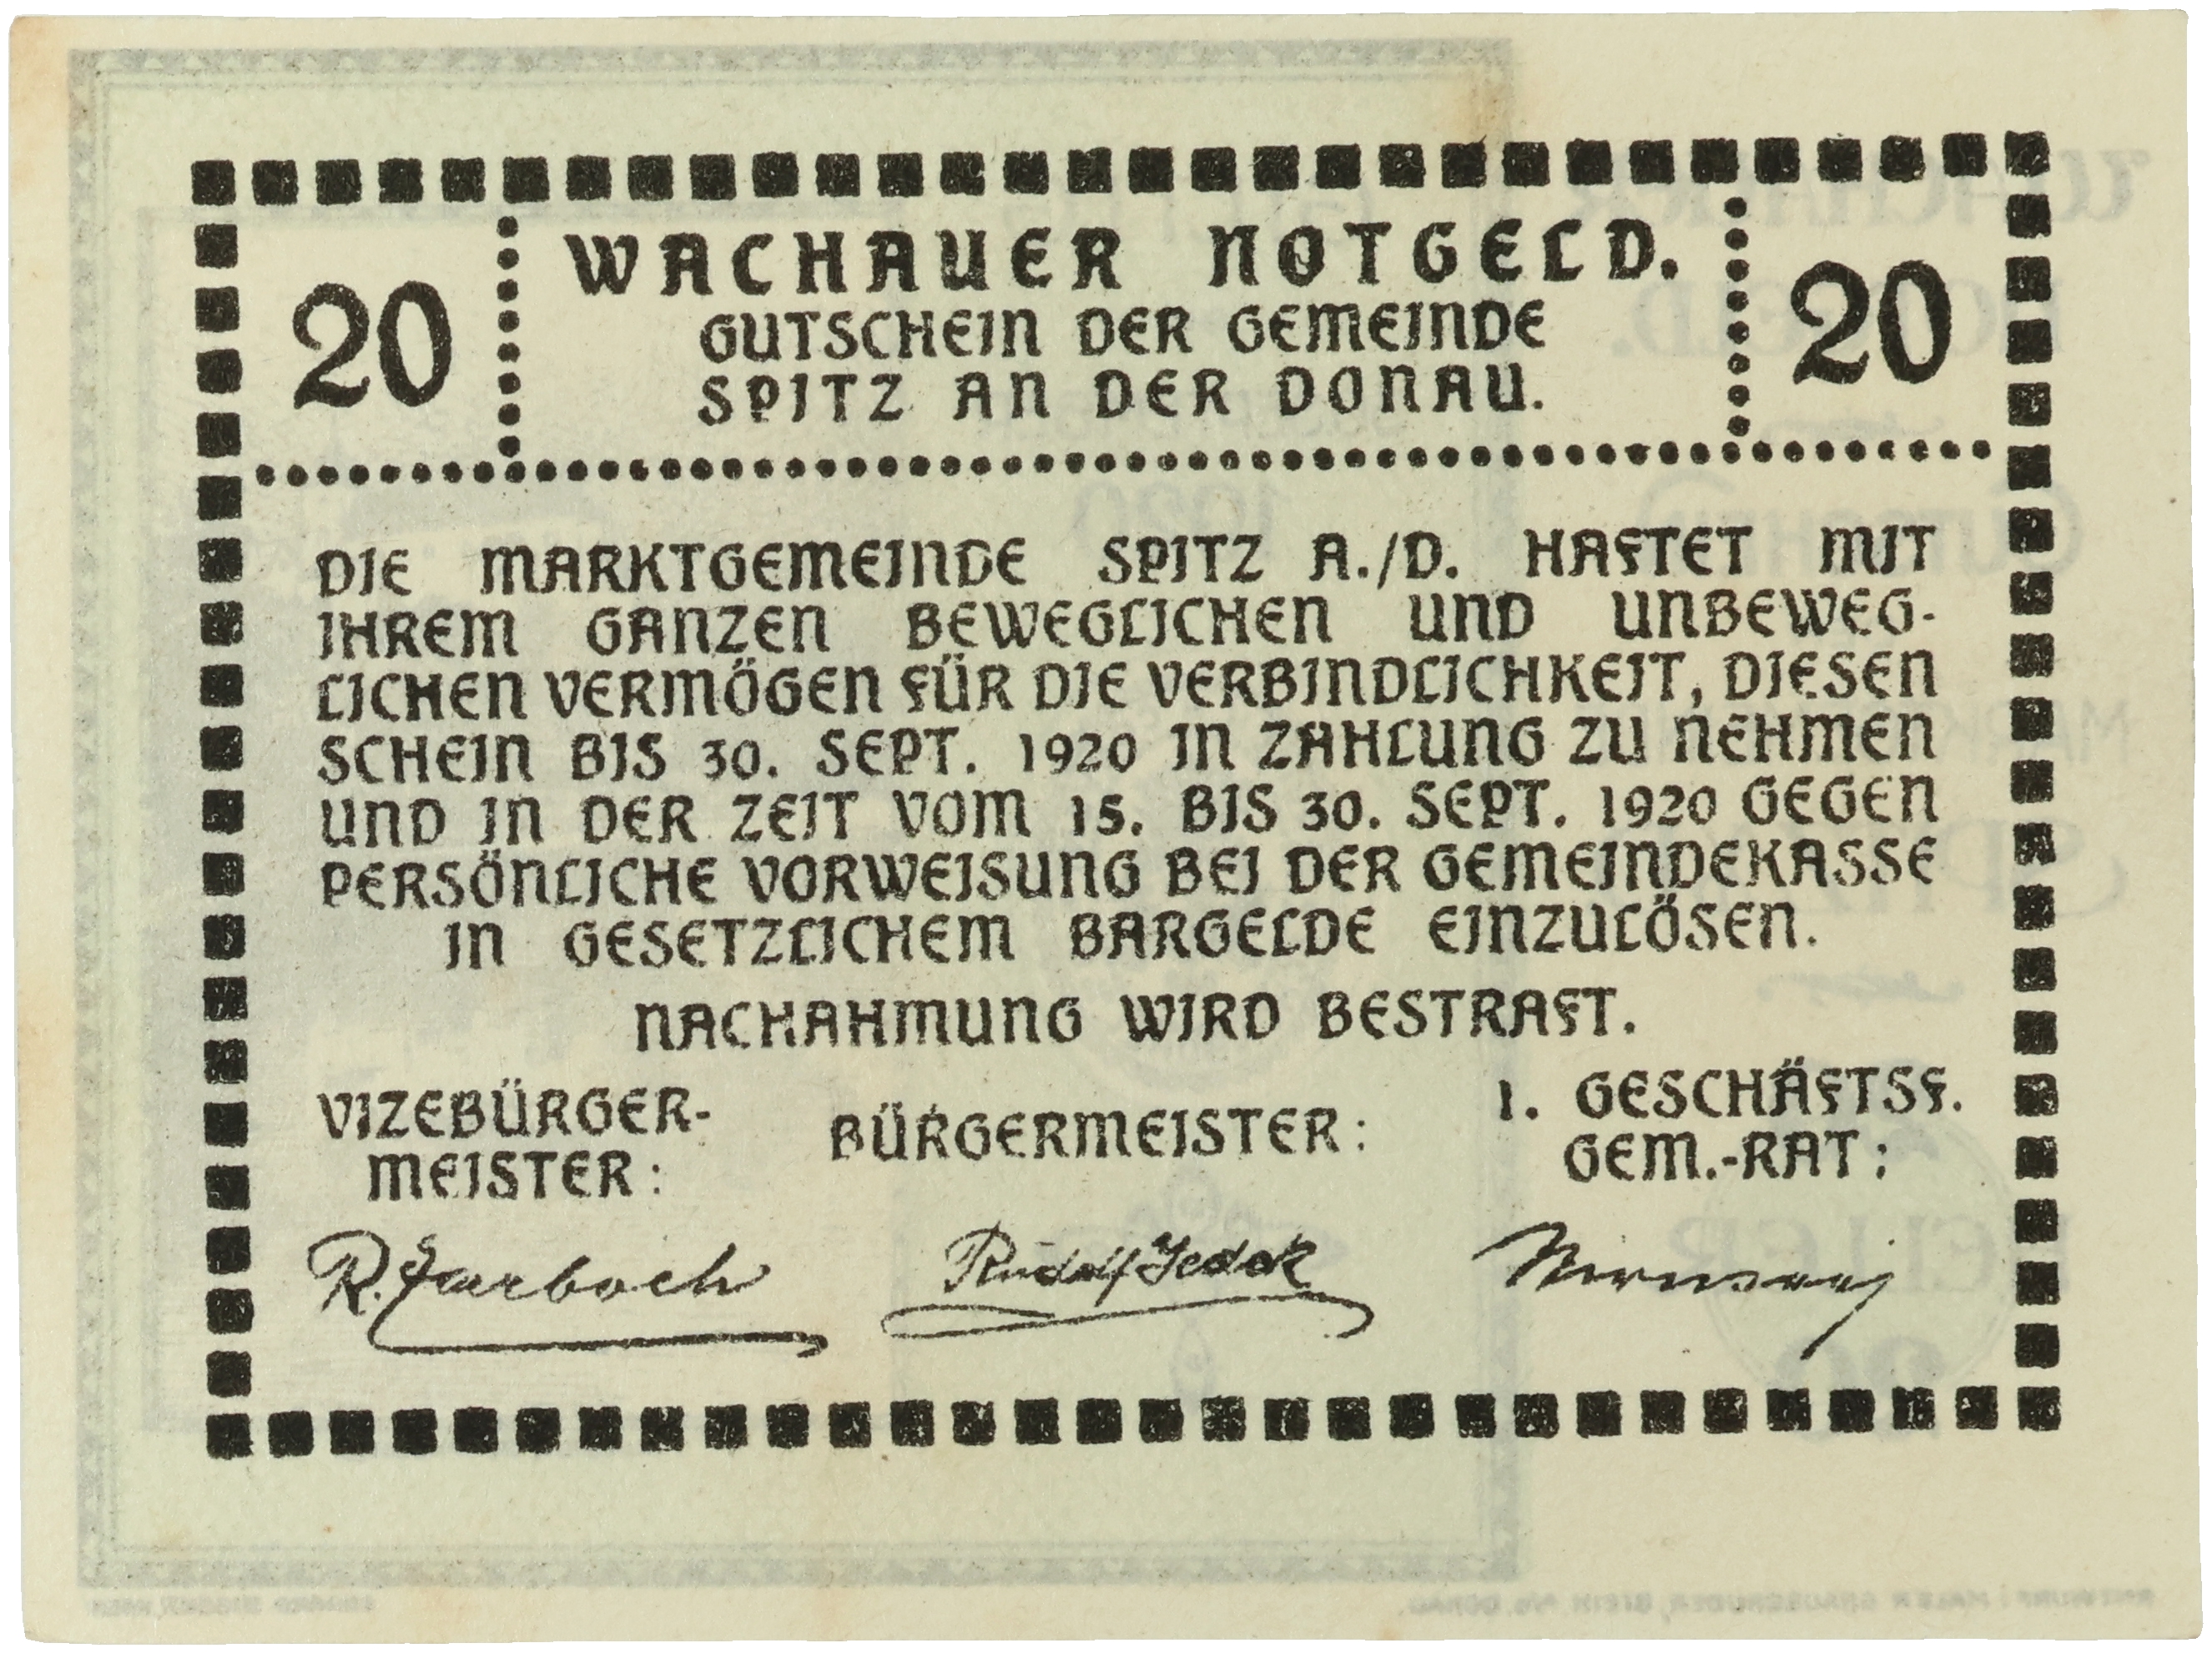 WACHAUER NOTGELD.
20 GUTSCHEIN DER GEMEINDE 20
SPITZ AN DER DONAU.
DIE MARKTGEMEINDE SPITZ A./D. HAFTET MIT
IHREM GANZEN BEWEGLICHEN UND UNBEWEG-
LICHEN VERMÖGEN FÜR DIE VERBINDLICHKEIT, DIESEN
SCHEIN BIS 30. SEPT. 1920 IN ZAHLUNG ZU NEHMEN
UND IN DER ZEIT VOM 15. BIS 30. SEPT. 1920 GEGEN
PERSÖNLICHE VORWEISUNG BEI DER GEMEINDEKASSE
IN GESETZLICHEM BARGELDE EINZULÖSEN.
NACHAHMUNG WIRD BESTRAFT.
VIZEBÜRGER-
MEISTER:
BÜRGERMEISTER:
1. GESCHÄFTSF.
GEM.-RAT:
R.
Rudolf